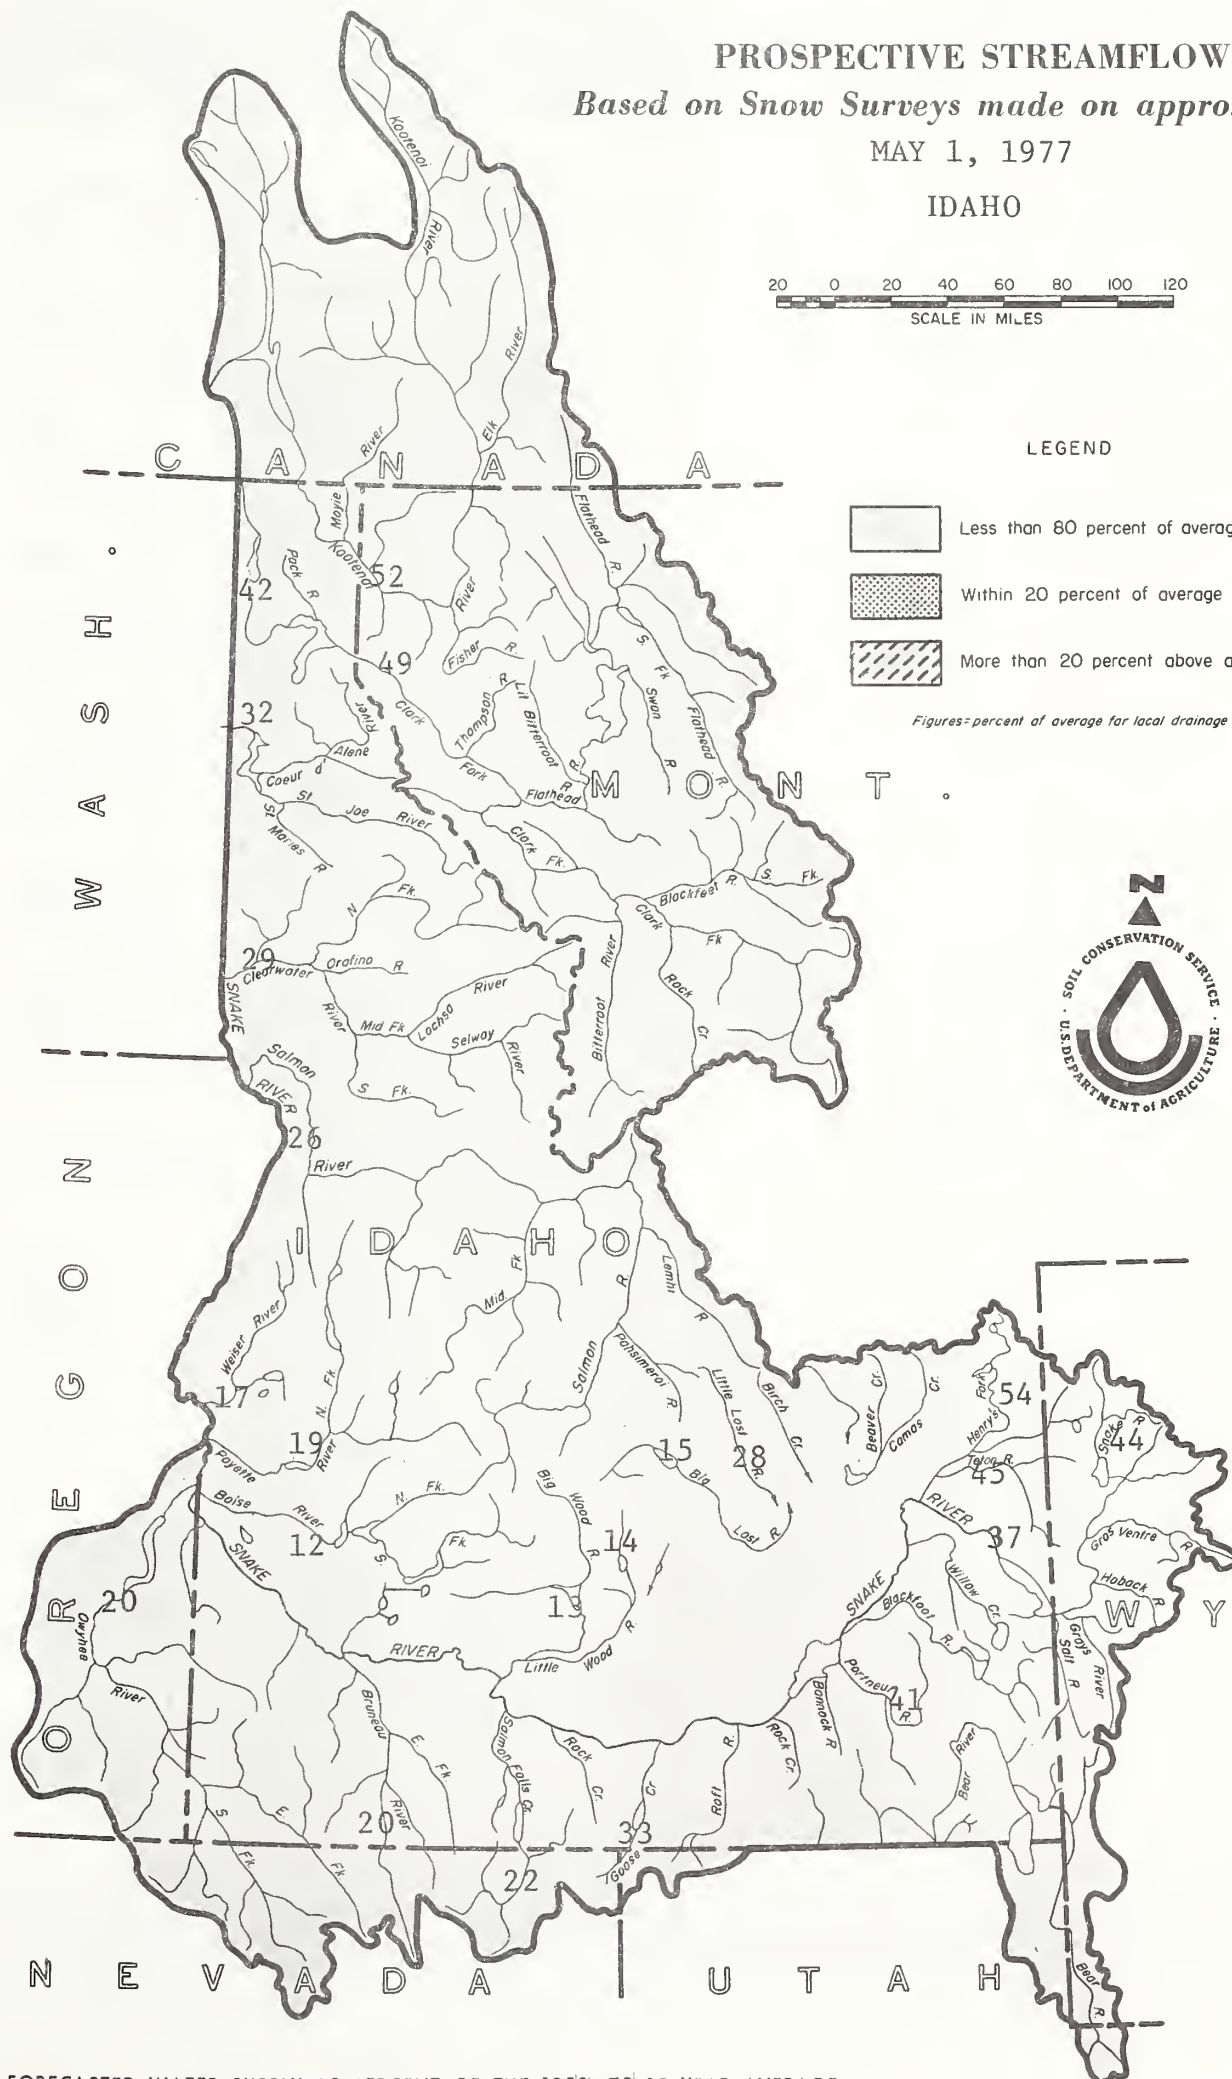 PROSPECTIVE STREAMFLOW
Based on Snow Surveys made on appro
MAY 1, 1977
IDAHO
20 0 20 40 60 80 100 120
SCALE IN MILES
LEGEND
Less than 80 percent of averag
Within 20 percent of average
More than 20 percent above a
Figures=percent of average for local drainage
Kootenai
River
River
Elk
River
CANADA
Moyie
Kootenai
Flathead
R.
Pack
R
42
52
River
WASH.
Fisher R.
49
S. Fk
Flathead
R.
Swan
R
Thompson
R
Lit Bitterroot
R.
32
River
Clark
Fork
Alene
Coeur d'
R
Flathead
MONT.
St Joe River
St Maries R
Clark Fk.
Blackfeet R.
S. Fk.
N Fk.
Clark
Fk
29
Clearwater
Orofino R
River
Bitterroot
Rock
Cr
SOIL CONSERVATION SERVICE · U.S. DEPARTMENT of AGRICULTURE ·
N
SNAKE
River
Mid Fk
Lochsa
River
Selway
River
Salmon
RIVER
S Fk.
26
River
OREGON
IDAHO
Fk
Mid.
R
Lemhi
R
Weiser River
Salmon
Pahsimeroi
R
Little Lost
R.
Birch
Cr.
Beaver
Cr.
Camas
Cr.
Henry's
Fork
54
Snake
R
44
17
Fk
N.
19
River
Payette
15
28
Big
Lost R
Teton R.
45
Boise
River
N. Fk.
Big
Wood
R
12
S.
Fk
14
RIVER
37
Gros Ventre
R
SNAKE
20
Owyhee
13
Willow
Cr.
Hoback
R
SNAKE
Blackfoot
R.
WY
RIVER
Little Wood R.
River
Portneuf
41
R.
Grays
River
Salt
R
Bruneau
E. Fk
River
Salmon Falls Cr.
Rock
Cr.
Cr
Raft
R.
Rock Cr.
Bannock R
Bear
River
S
Fk
E.
Fk
20
33
Goose
22
NEVADA
UTAH
Bear
R.